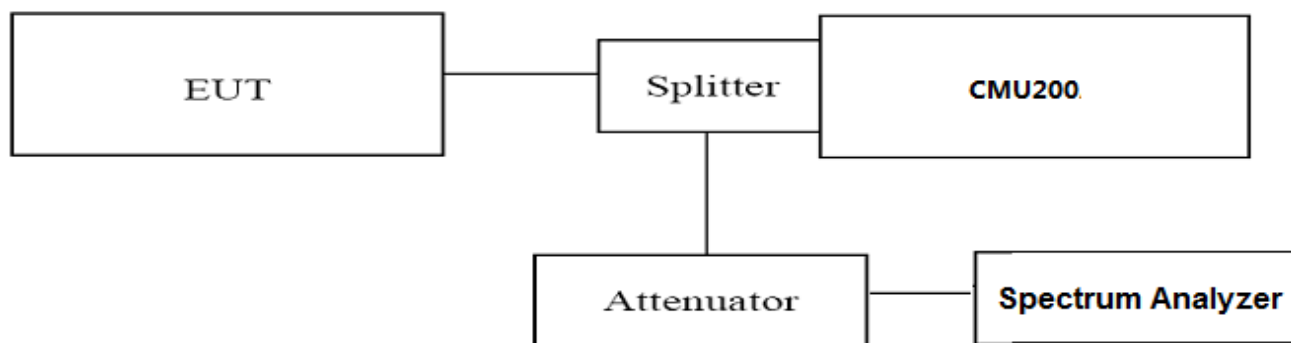 EUT
Splitter
CMU200
Attenuator
Spectrum Analyzer